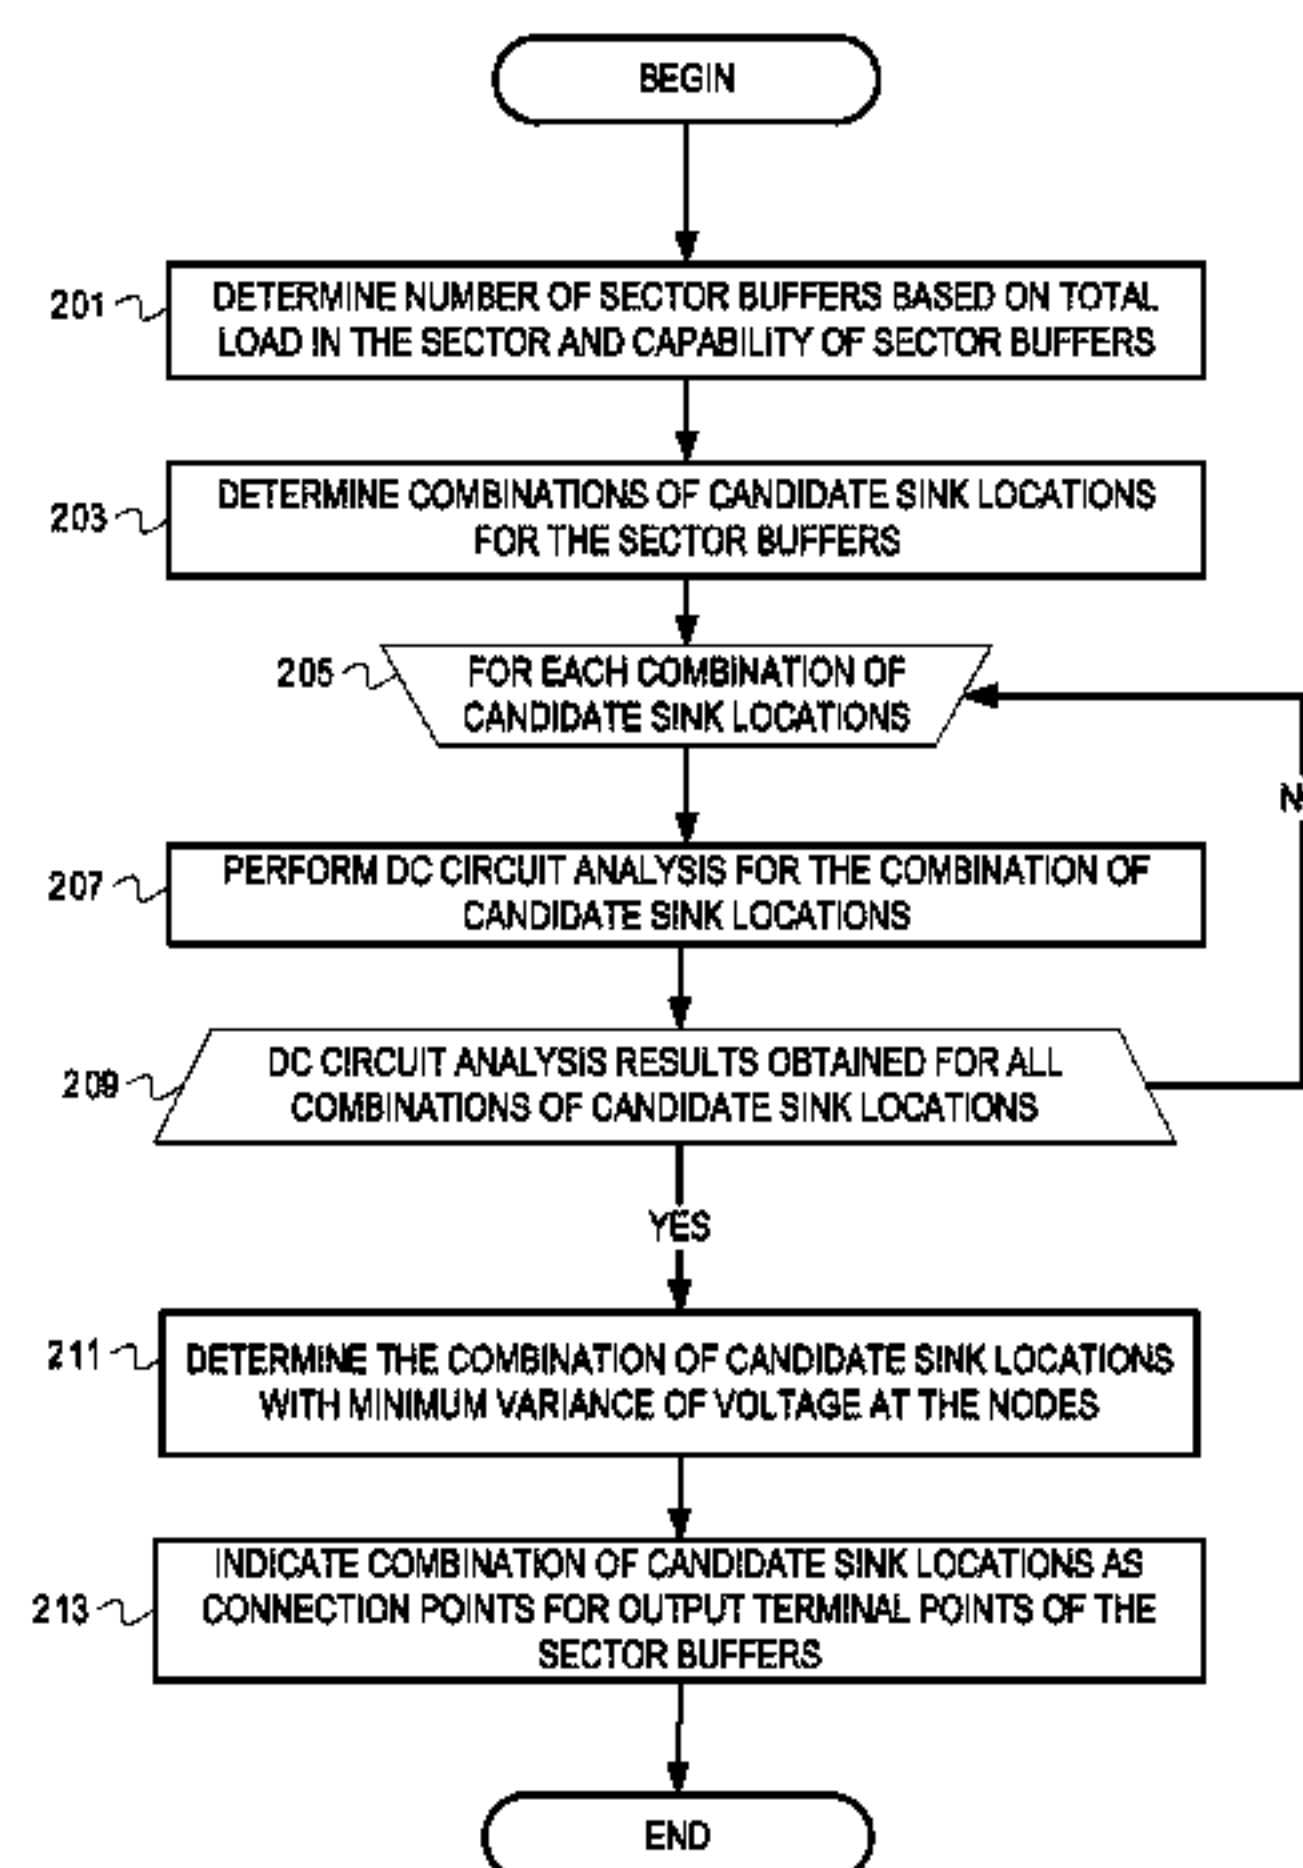 BEGIN
201
DETERMINE NUMBER OF SECTOR BUFFERS BASED ON TOTAL
LOAD IN THE SECTOR AND CAPABILITY OF SECTOR BUFFERS
203
DETERMINE COMBINATIONS OF CANDIDATE SINK LOCATIONS
FOR THE SECTOR BUFFERS
205
FOR EACH COMBINATION OF
CANDIDATE SINK LOCATIONS
N
207
PERFORM DC CIRCUIT ANALYSIS FOR THE COMBINATION OF
CANDIDATE SINK LOCATIONS
209
DC CIRCUIT ANALYSIS RESULTS OBTAINED FOR ALL
COMBINATIONS OF CANDIDATE SINK LOCATIONS
YES
211
DETERMINE THE COMBINATION OF CANDIDATE SINK LOCATIONS
WITH MINIMUM VARIANCE OF VOLTAGE AT THE NODES
213
INDICATE COMBINATION OF CANDIDATE SINK LOCATIONS AS
CONNECTION POINTS FOR OUTPUT TERMINAL POINTS OF THE
SECTOR BUFFERS
END